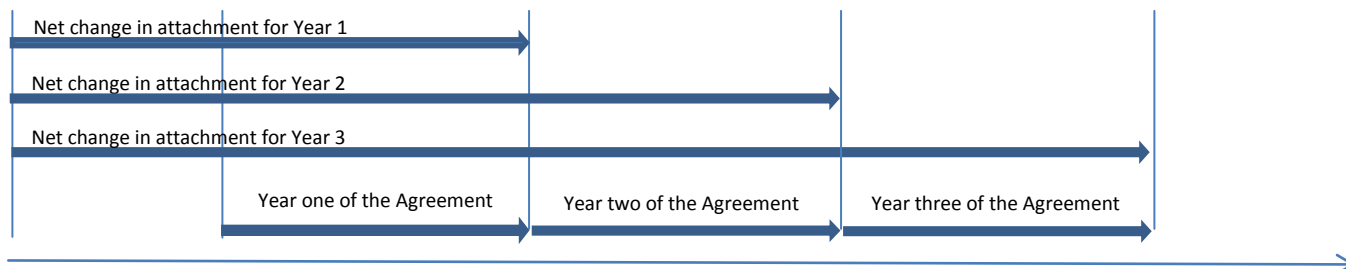 Net change in attachment for Year 1
Net change in attachment for Year 2
Net change in attachment for Year 3
Year one of the Agreement
Year two of the Agreement
Year three of the Agreement